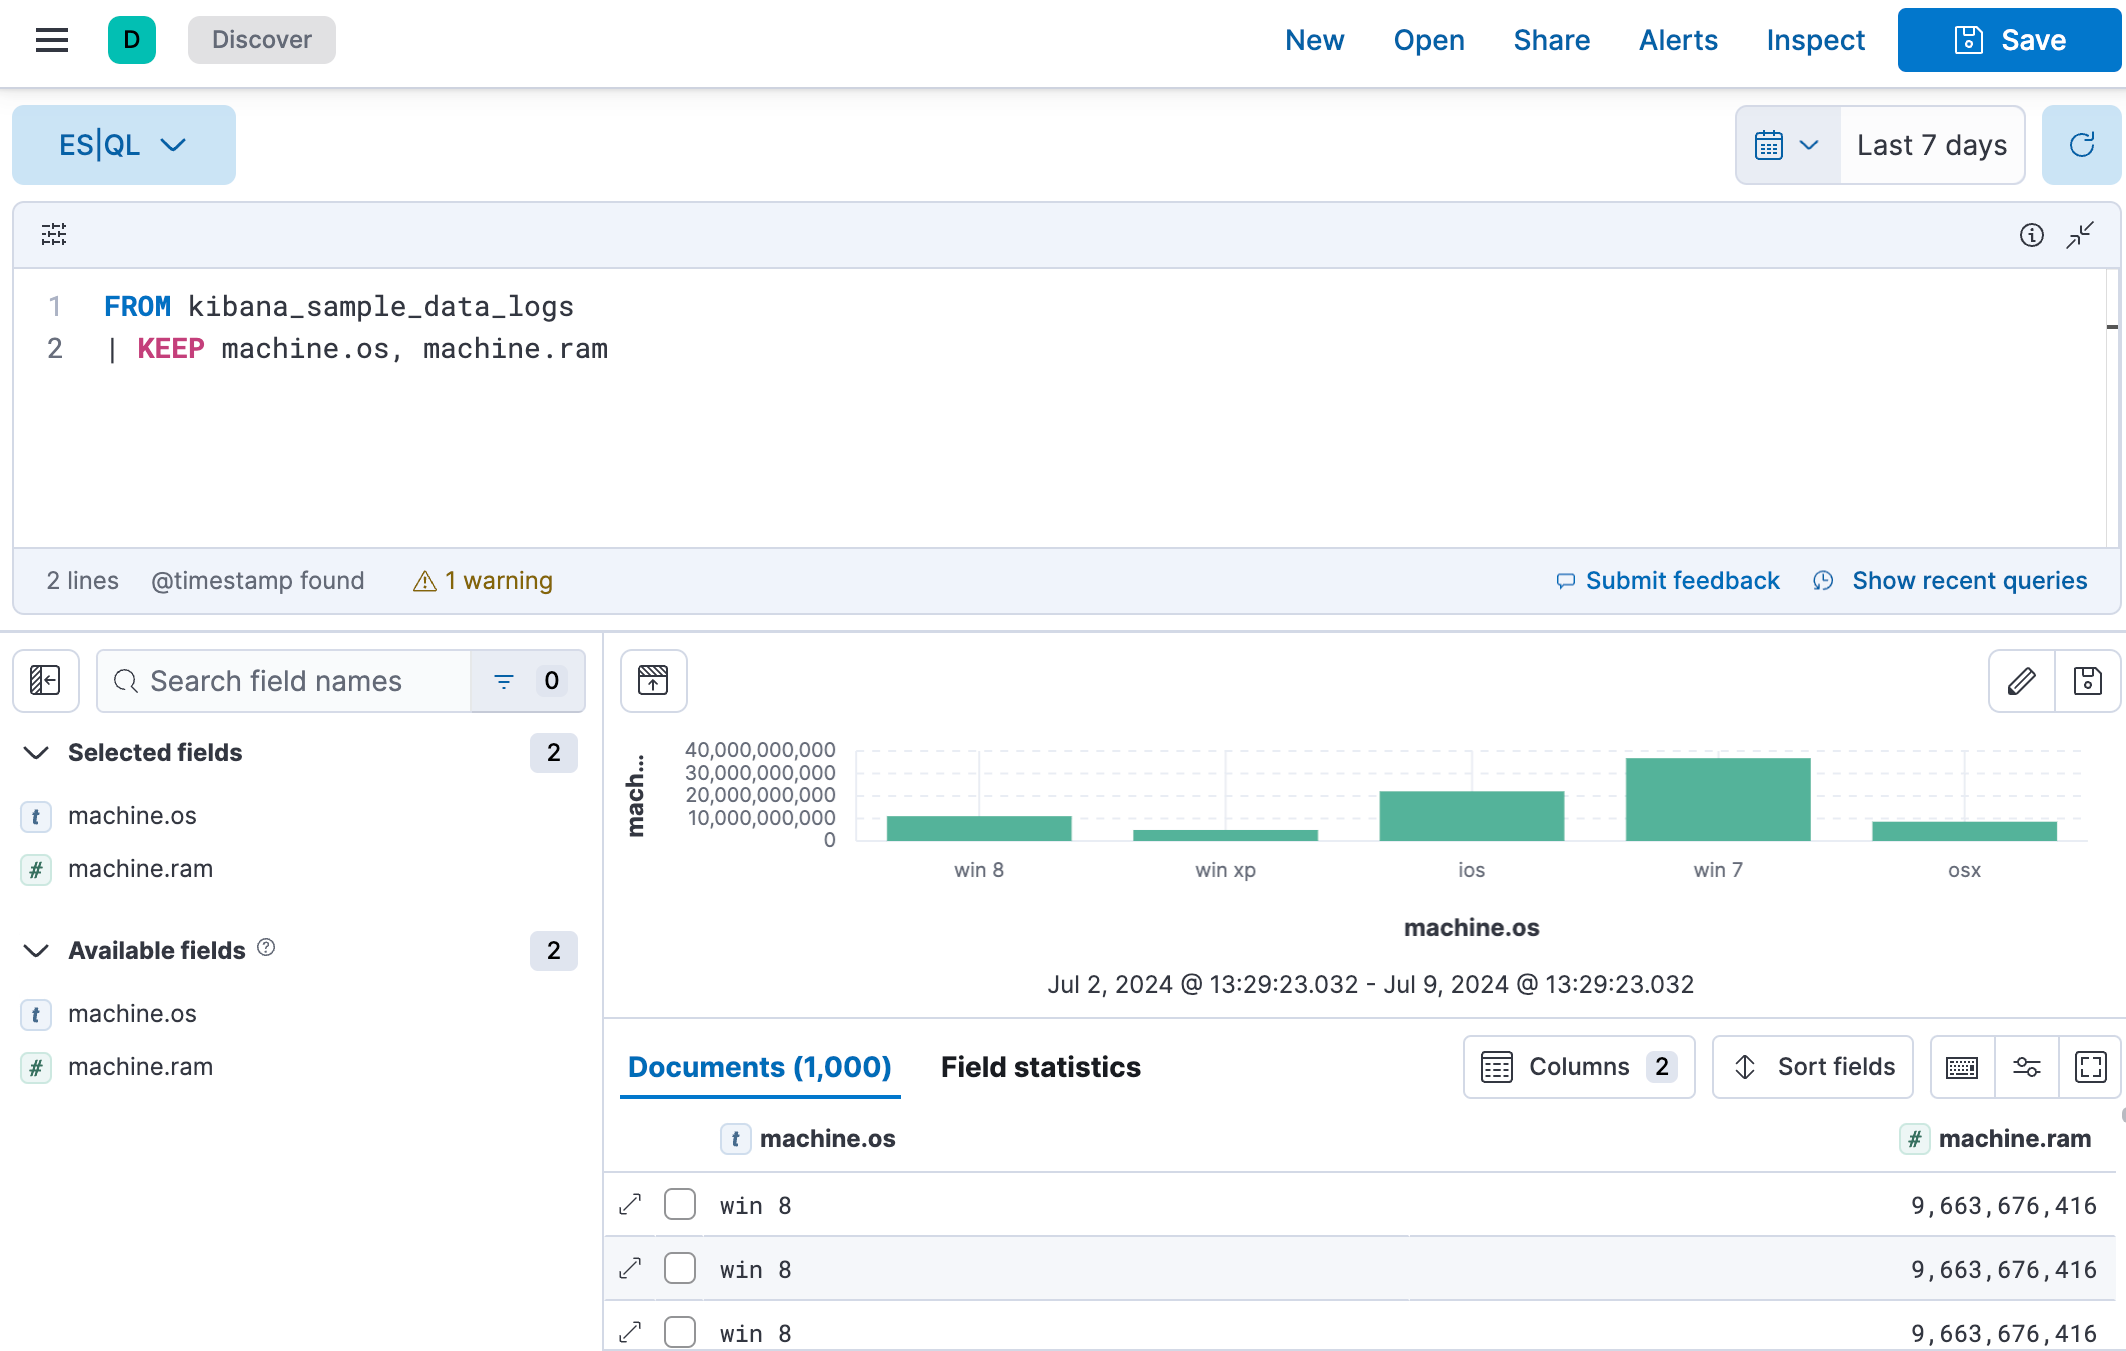 D Discover New Open Share Alerts Inspect Save
ES|QL Last 7 days
1 FROM kibana_sample_data_logs
2 | KEEP machine.os, machine.ram
2 lines @timestamp found 1 warning Submit feedback Show recent queries
Search field names 0
Selected fields 2
t machine.os
# machine.ram
Available fields 2
t machine.os
# machine.ram
mach...
40,000,000,000
30,000,000,000
20,000,000,000
10,000,000,000
0
win 8 win xp ios win 7 osx
machine.os
Jul 2, 2024 @ 13:29:23.032 - Jul 9, 2024 @ 13:29:23.032
Documents (1,000) Field statistics Columns 2 Sort fields
t machine.os # machine.ram
win 8 9,663,676,416
win 8 9,663,676,416
win 8 9,663,676,416